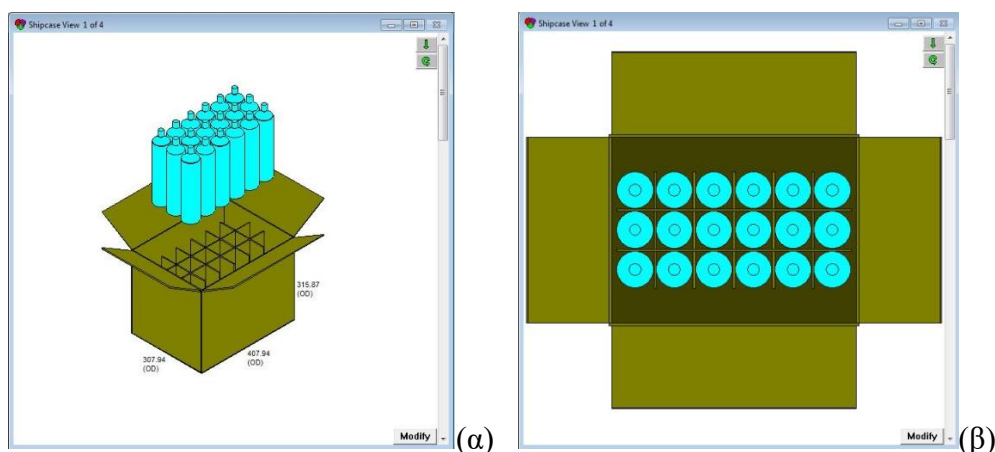 Shipcase View 1 of 4
315.87
(OD)
307.94
(OD)
407.94
(OD)
Modify
(α)
Shipcase View 1 of 4
Modify
(β)